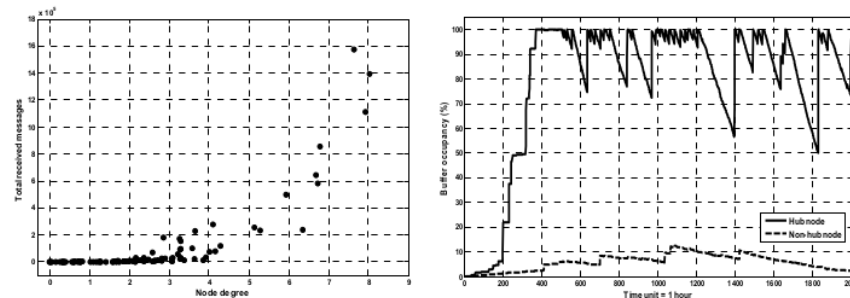 x 10⁵
18
16
14
12
10
8
6
4
2
0
Total received messages
0 1 2 3 4 5 6 7 8 9
Node degree
100
90
80
70
60
50
40
30
20
10
0
Buffer occupancy (%)
Hub node
Non-hub node
0 200 400 600 800 1000 1200 1400 1600 1800 2000
Time unit = 1 hour